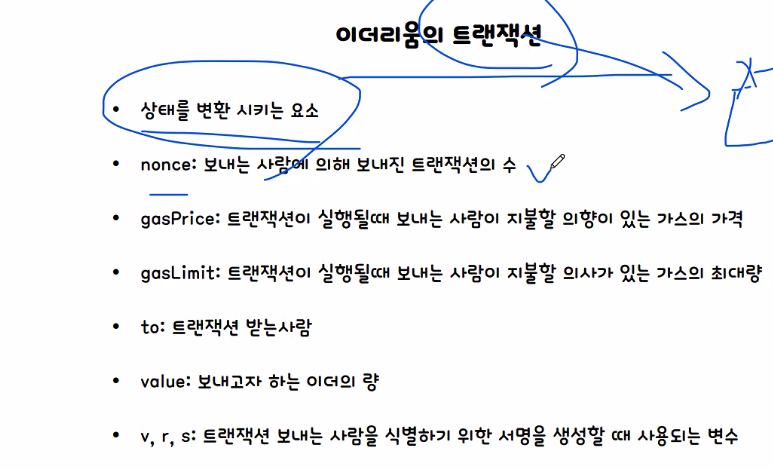 이더리움의 트랜잭션
• 상태를 변환 시키는 요소
• nonce: 보내는 사람에 의해 보내진 트랜잭션의 수
• gasPrice: 트랜잭션이 실행될때 보내는 사람이 지불할 의향이 있는 가스의 가격
• gasLimit: 트랜잭션이 실행될때 보내는 사람이 지불할 의사가 있는 가스의 최대량
• to: 트랜잭션 받는사람
• value: 보내고자 하는 이더의 량
• v, r, s: 트랜잭션 보내는 사람을 식별하기 위한 서명을 생성할 때 사용되는 변수